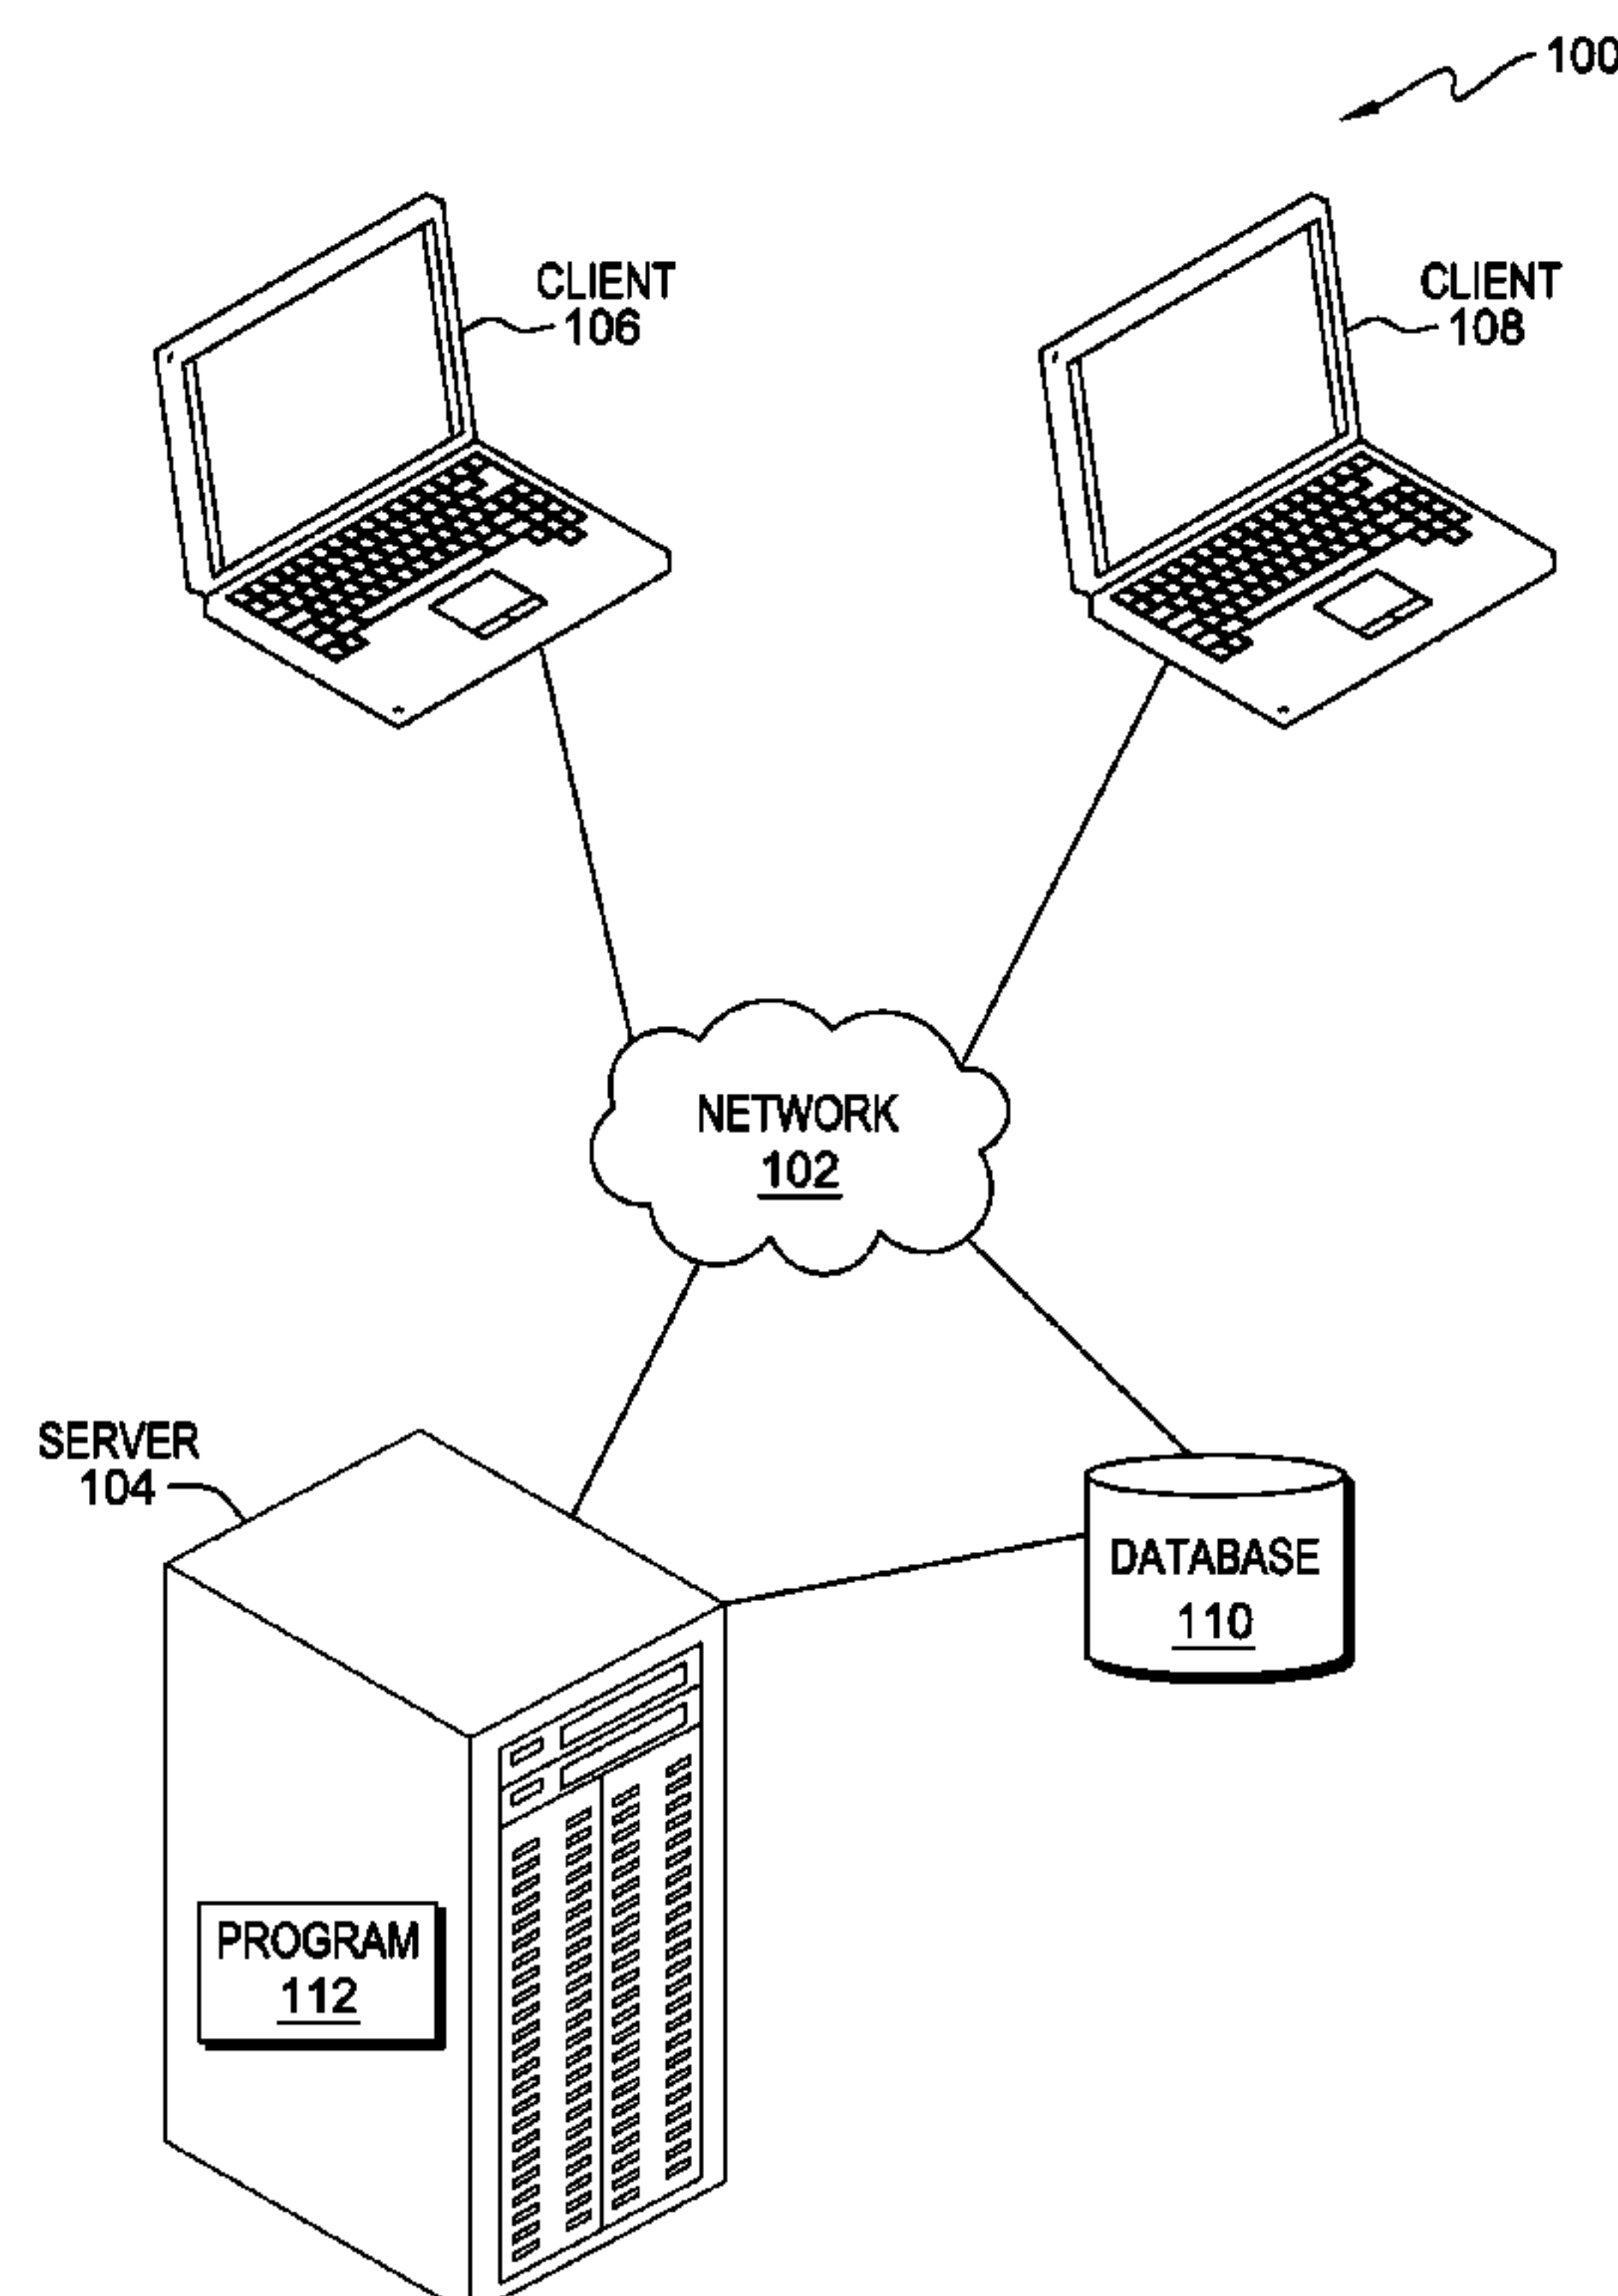 100
CLIENT
106
CLIENT
108
NETWORK
102
SERVER
104
DATABASE
110
PROGRAM
112